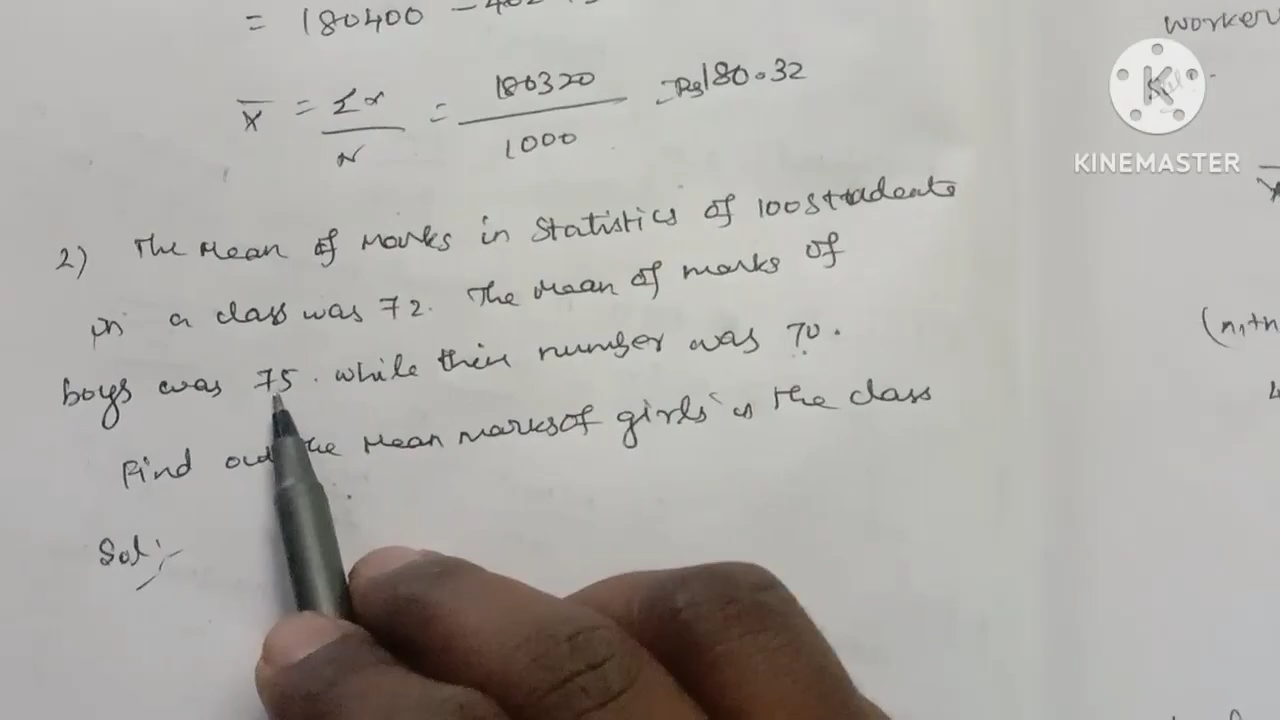 = 180400 -
worker
X̄ = Σx / N = 180320 / 1000 = Rs 180.32
KINEMASTER
2) The Mean of Marks in Statistics of 100 Students
in a class was 72. The mean of marks of
(n,+n
boys was 75. while their number was 70.
Find out the Mean marks of girls in the class
Sol:-